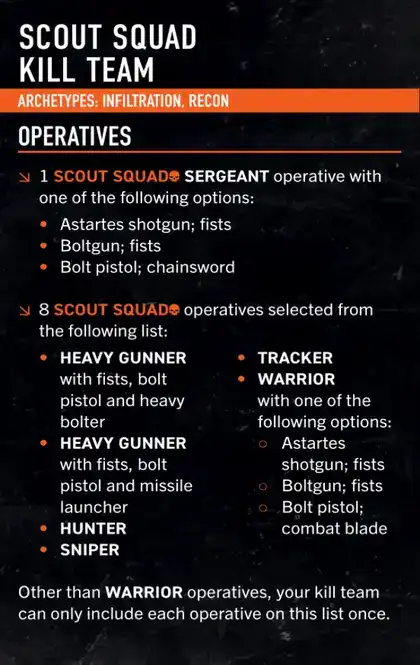 SCOUT SQUAD
KILL TEAM
ARCHETYPES: INFILTRATION, RECON
OPERATIVES
1 SCOUT SQUAD SERGEANT operative with
one of the following options:
• Astartes shotgun; fists
• Boltgun; fists
• Bolt pistol; chainsword
8 SCOUT SQUAD operatives selected from
the following list:
• HEAVY GUNNER
with fists, bolt
pistol and heavy
bolter
• HEAVY GUNNER
with fists, bolt
pistol and missile
launcher
• HUNTER
• SNIPER
• TRACKER
• WARRIOR
with one of the
following options:
○ Astartes
shotgun; fists
○ Boltgun; fists
○ Bolt pistol;
combat blade
Other than WARRIOR operatives, your kill team
can only include each operative on this list once.